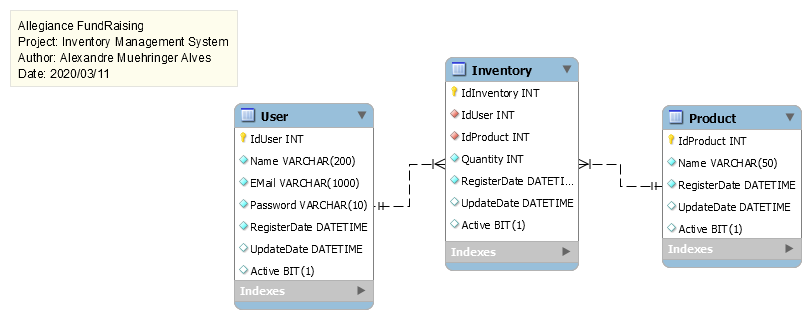 Allegiance FundRaising
Project: Inventory Management System
Author: Alexandre Muehringer Alves
Date: 2020/03/11
User
IdUser INT
Name VARCHAR(200)
EMail VARCHAR(1000)
Password VARCHAR(10)
RegisterDate DATETIME
UpdateDate DATETIME
Active BIT(1)
Indexes
Inventory
IdInventory INT
IdUser INT
IdProduct INT
Quantity INT
RegisterDate DATETI...
UpdateDate DATETIME
Active BIT(1)
Indexes
Product
IdProduct INT
Name VARCHAR(50)
RegisterDate DATETIME
UpdateDate DATETIME
Active BIT(1)
Indexes